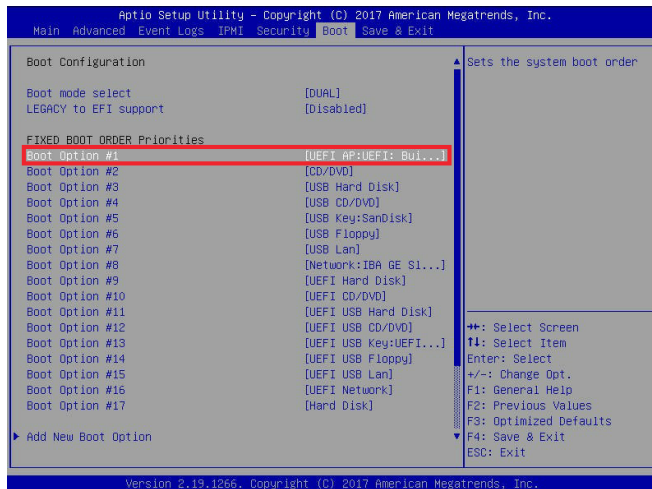 Aptio Setup Utility – Copyright (C) 2017 American Megatrends, Inc.
Main Advanced Event Logs IPMI Security Boot Save & Exit
Boot Configuration
Boot mode select [DUAL]
LEGACY to EFI support [Disabled]
FIXED BOOT ORDER Priorities
Boot Option #1 [UEFI AP:UEFI: Bui...]
Boot Option #2 [CD/DVD]
Boot Option #3 [USB Hard Disk]
Boot Option #4 [USB CD/DVD]
Boot Option #5 [USB Key:SanDisk]
Boot Option #6 [USB Floppy]
Boot Option #7 [USB Lan]
Boot Option #8 [Network:IBA GE Sl...]
Boot Option #9 [UEFI Hard Disk]
Boot Option #10 [UEFI CD/DVD]
Boot Option #11 [UEFI USB Hard Disk]
Boot Option #12 [UEFI USB CD/DVD]
Boot Option #13 [UEFI USB Key:UEFI...]
Boot Option #14 [UEFI USB Floppy]
Boot Option #15 [UEFI USB Lan]
Boot Option #16 [UEFI Network]
Boot Option #17 [Hard Disk]
Add New Boot Option
Sets the system boot order
→←: Select Screen
↑↓: Select Item
Enter: Select
+/-: Change Opt.
F1: General Help
F2: Previous Values
F3: Optimized Defaults
F4: Save & Exit
ESC: Exit
Version 2.19.1266. Copyright (C) 2017 American Megatrends, Inc.